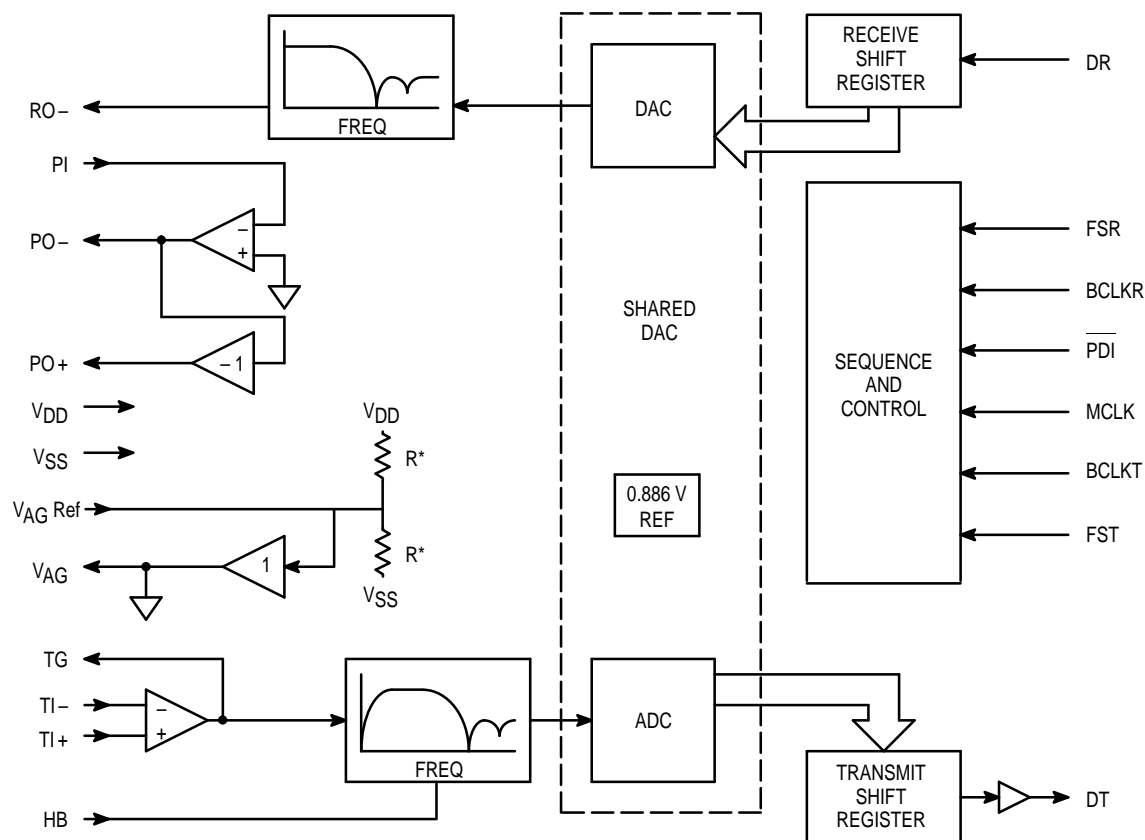 RECEIVE
SHIFT
REGISTER
DR
DAC
FREQ
RO –
PI
–
+
PO –
– 1
PO +
VDD
VSS
VDD
R*
VAG Ref
R*
VSS
1
VAG
SHARED
DAC
0.886 V
REF
SEQUENCE
AND
CONTROL
FSR
BCLKR
P̅D̅I̅
MCLK
BCLKT
FST
TG
TI –
–
TI +
+
FREQ
HB
ADC
TRANSMIT
SHIFT
REGISTER
DT